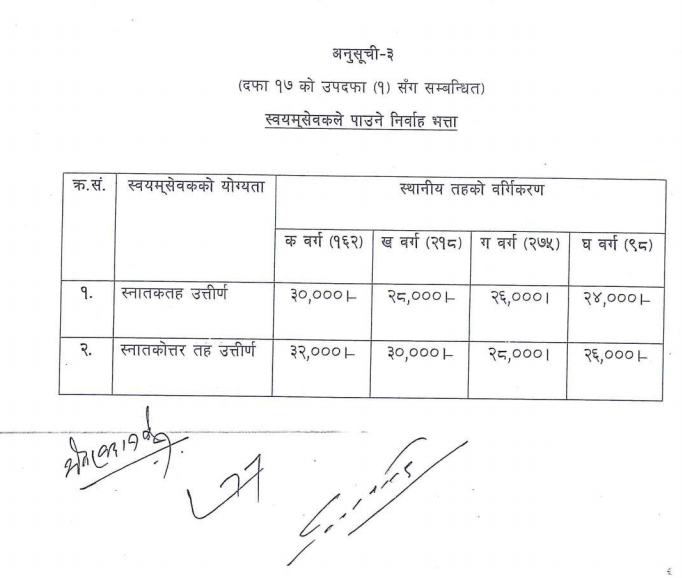 अनुसूची-३
(दफा १७ को उपदफा (१) सँग सम्बन्धित)
स्वयम्‌सेवकले पाउने निर्वाह भत्ता
क्र.सं. स्वयम्‌सेवकको योग्यता स्थानीय तहको वर्गिकरण
क वर्ग (१६२) ख वर्ग (२१८) ग वर्ग (२७५) घ वर्ग (९८)
१. स्नातकतह उत्तीर्ण ३०,०००।– २८,०००।– २६,०००। २४,०००।–
२. स्नातकोत्तर तह उत्तीर्ण ३२,०००।– ३०,०००।– २८,०००। २६,०००।–